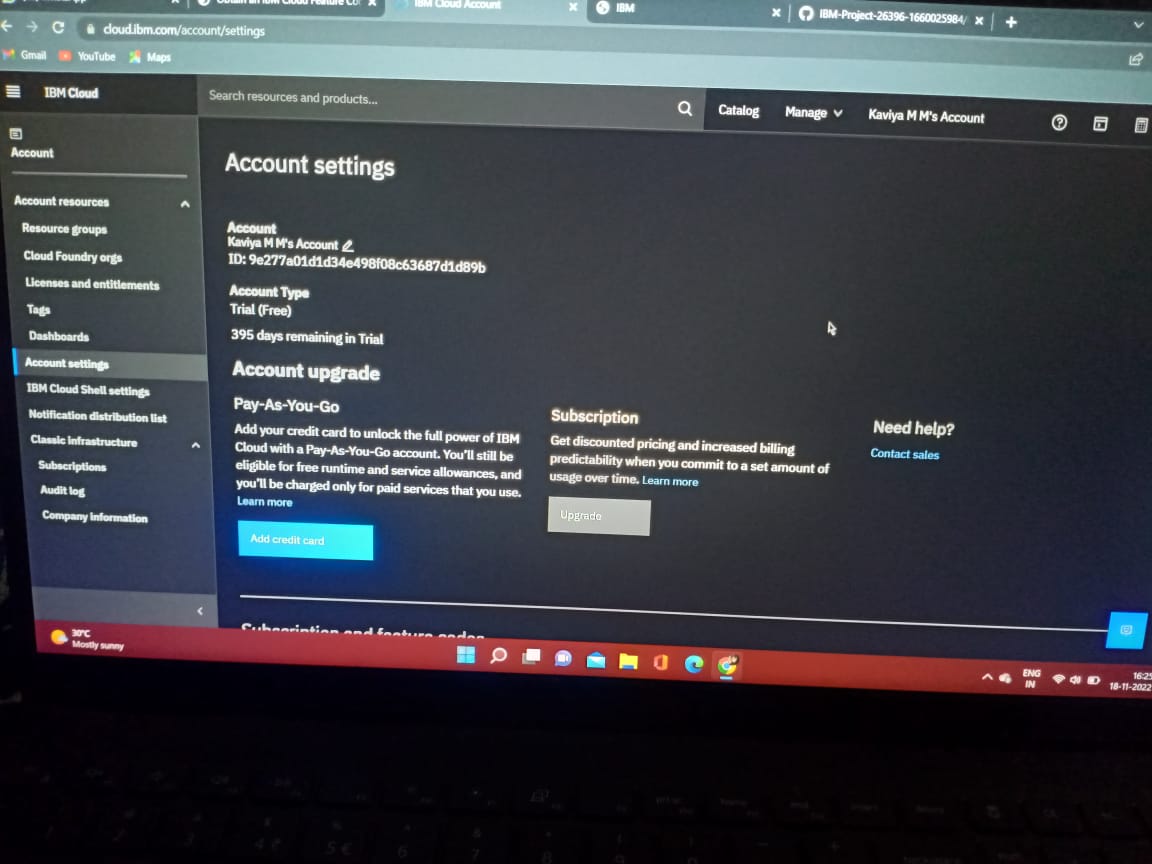 Obtain an IBM Cloud Feature Co
IBM Cloud Account
IBM
IBM-Project-26396-1660025984/
cloud.ibm.com/account/settings
Gmail
YouTube
Maps
IBM Cloud
Search resources and products...
Catalog
Manage
Kaviya M M's Account
Account
Account resources
Resource groups
Cloud Foundry orgs
Licenses and entitlements
Tags
Dashboards
Account settings
IBM Cloud Shell settings
Notification distribution list
Classic infrastructure
Subscriptions
Audit log
Company information
Account settings
Account
Kaviya M M's Account
ID: 9e277a01d1d34e498f08c63687d1d89b
Account Type
Trial (Free)
395 days remaining in Trial
Account upgrade
Pay-As-You-Go
Add your credit card to unlock the full power of IBM
Cloud with a Pay-As-You-Go account. You'll still be
eligible for free runtime and service allowances, and
you'll be charged only for paid services that you use.
Learn more
Add credit card
Subscription
Get discounted pricing and increased billing
predictability when you commit to a set amount of
usage over time. Learn more
Upgrade
Need help?
Contact sales
Subscription and feature codes
30°C
Mostly sunny
ENG
IN
16:25
18-11-2022